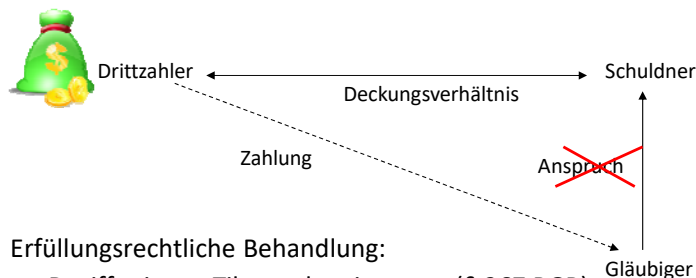 Drittzahler
Schuldner
Deckungsverhältnis
Zahlung
Anspruch
Erfüllungsrechtliche Behandlung:
Gläubiger